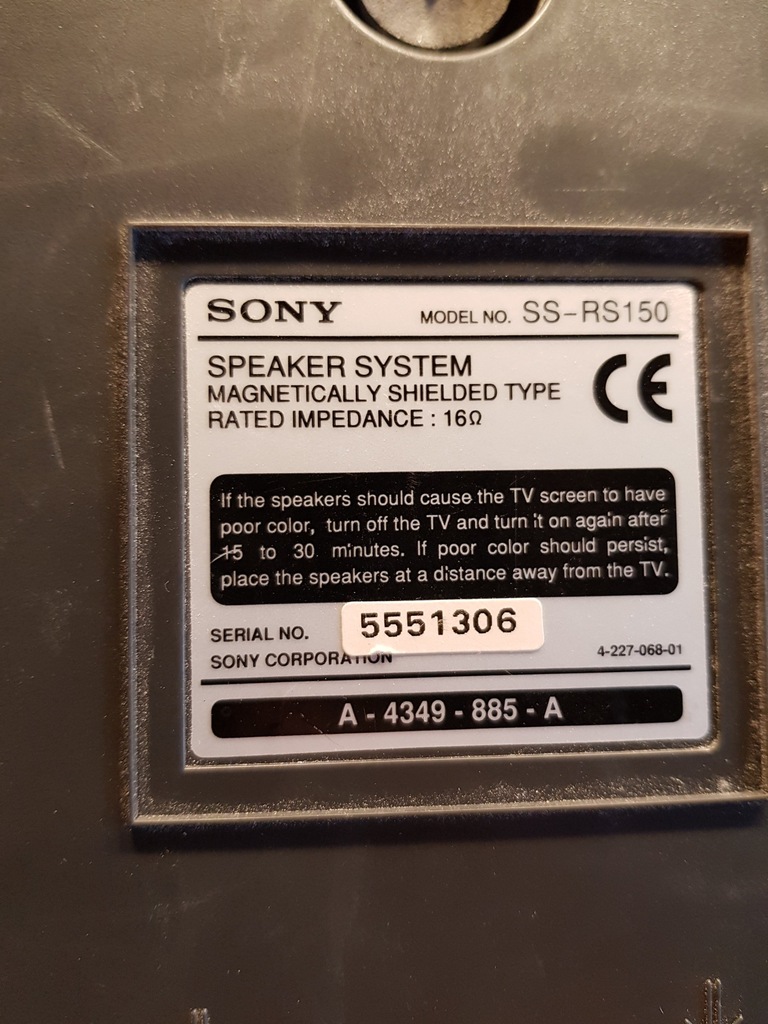 SONY MODEL NO. SS-RS150
SPEAKER SYSTEM
MAGNETICALLY SHIELDED TYPE
RATED IMPEDANCE : 16Ω
CE
If the speakers should cause the TV screen to have
poor color, turn off the TV and turn it on again after
15 to 30 minutes. If poor color should persist,
place the speakers at a distance away from the TV.
SERIAL NO. 5551306
SONY CORPORATION 4-227-068-01
A - 4349 - 885 - A